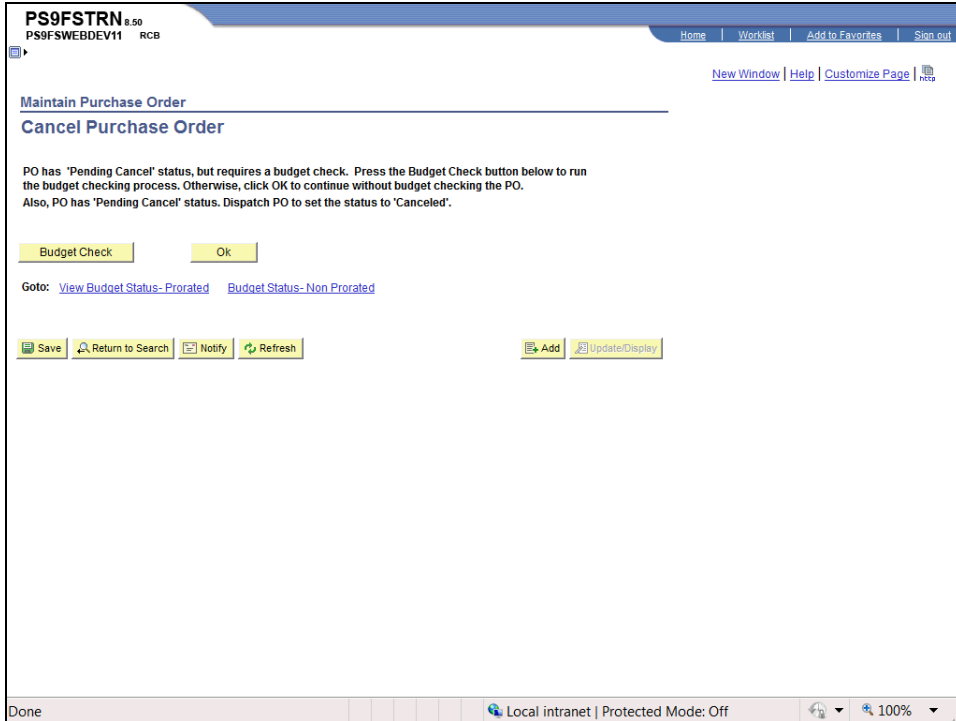 PS9FSTRN 8.50
PS9FSWEBDEV11 RCB
Home | Worklist | Add to Favorites | Sign out
New Window | Help | Customize Page | http
Maintain Purchase Order
Cancel Purchase Order
PO has 'Pending Cancel' status, but requires a budget check. Press the Budget Check button below to run
the budget checking process. Otherwise, click OK to continue without budget checking the PO.
Also, PO has 'Pending Cancel' status. Dispatch PO to set the status to 'Canceled'.
Budget Check Ok
Goto: View Budget Status- Prorated Budget Status- Non Prorated
Save Return to Search Notify Refresh Add Update/Display
Done Local intranet | Protected Mode: Off 100%